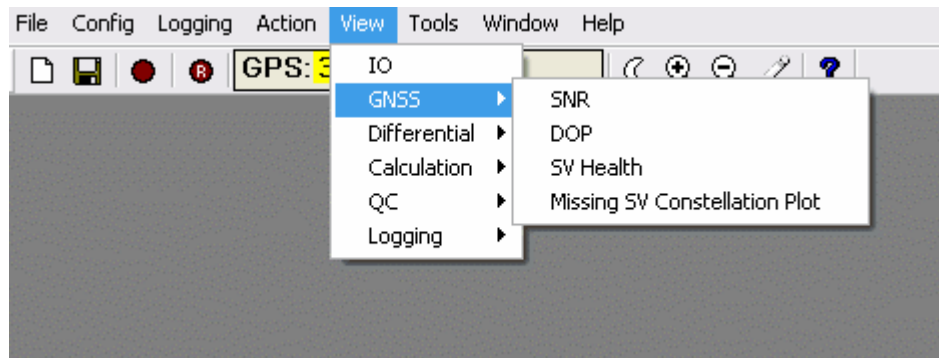 File Config Logging Action View Tools Window Help
R GPS: 3 ?
IO
GNSS
Differential
Calculation
QC
Logging
SNR
DOP
SV Health
Missing SV Constellation Plot